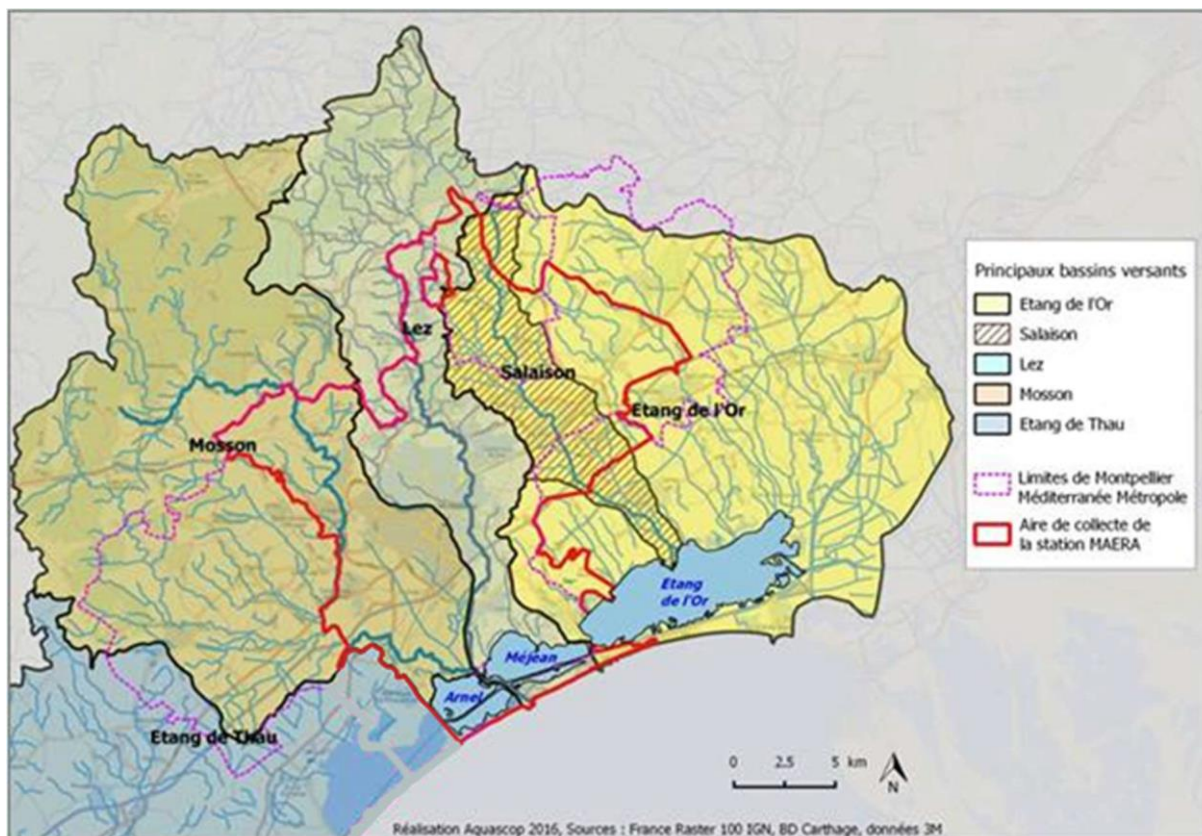 Principaux bassins versants
Etang de l'Or
Salaison
Lez
Mosson
Etang de Thau
Limites de Montpellier
Méditerranée Métropole
Aire de collecte de
la station MAERA
Lez
Salaison
Etang de l'Or
Mosson
Etang
de l'Or
Méjean
Arnel
Etang de Thau
0 2.5 5 km
N
Réalisation Aquascop 2016, Sources : France Raster 100 IGN, BD Carthage, données 3M